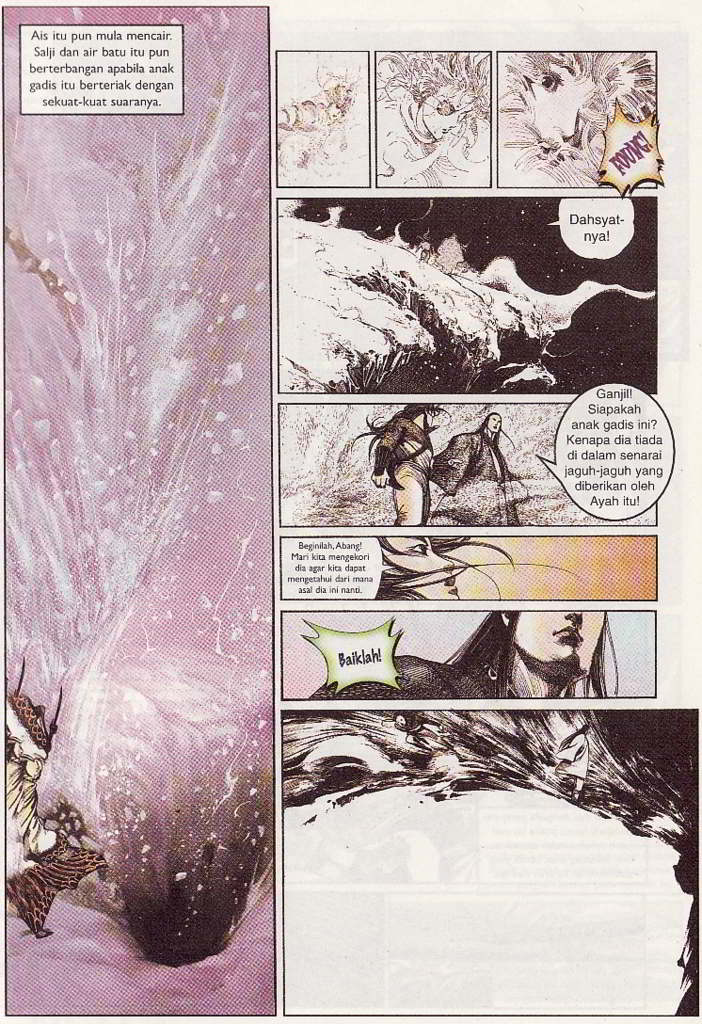 Ais itu pun mula mencair.
Salji dan air batu itu pun
berterbangan apabila anak
gadis itu berteriak dengan
sekuat-kuat suaranya.
Dahsyat-
nya!
Ganjil!
Siapakah
anak gadis ini?
Kenapa dia tiada
di dalam senarai
jaguh-jaguh yang
diberikan oleh
Ayah itu!
Beginilah, Abang!
Mari kita mengekori
dia agar kita dapat
mengetahui dari mana
asal dia ini nanti.
Baiklah!